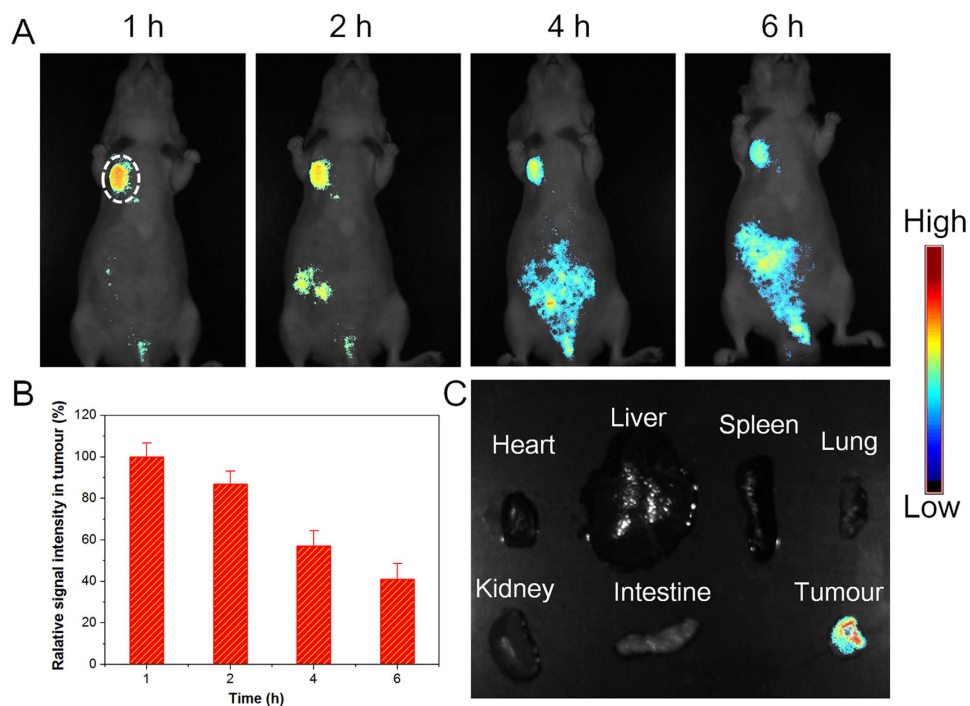 A
1 h
2 h
4 h
6 h
High
Low
B
Ralative signal intensity in tumour (%)
120
100
80
60
40
20
0
1
2
4
6
Time (h)
C
Heart
Liver
Spleen
Lung
Kidney
Intestine
Tumour